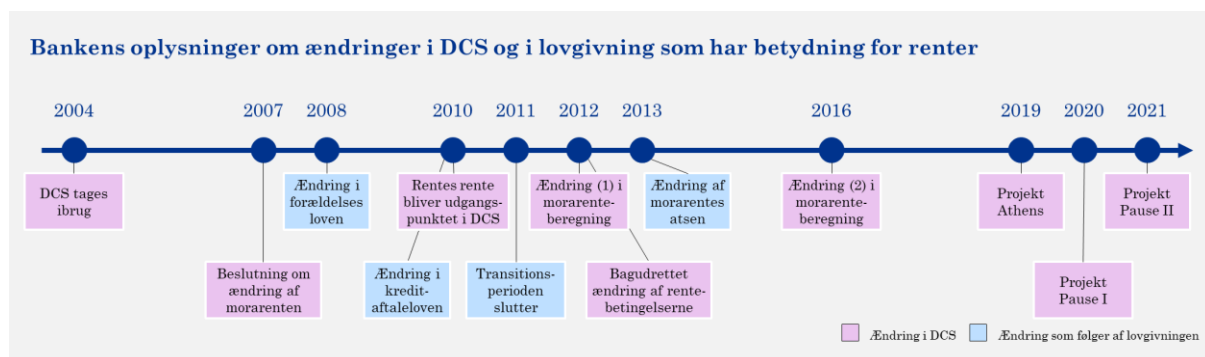 Bankens oplysninger om ændringer i DCS og i lovgivning som har betydning for renter
2004
2007
2008
2010
2011
2012
2013
2016
2019
2020
2021
DCS tages
ibrug
Ændring i
forældelses
loven
Rentes rente
bliver udgangs-
punktet i DCS
Ændring (1) i
morarente-
beregning
Ændring af
morarentes
atsen
Ændring (2) i
morarente-
beregning
Projekt
Athens
Projekt
Pause II
Beslutning om
ændring af
morarenten
Ændring i
kredit-
aftaleloven
Transitions-
perioden
slutter
Bagudrettet
ændring af rente-
betingelserne
Projekt
Pause I
Ændring i DCS
Ændring som følger af lovgivningen